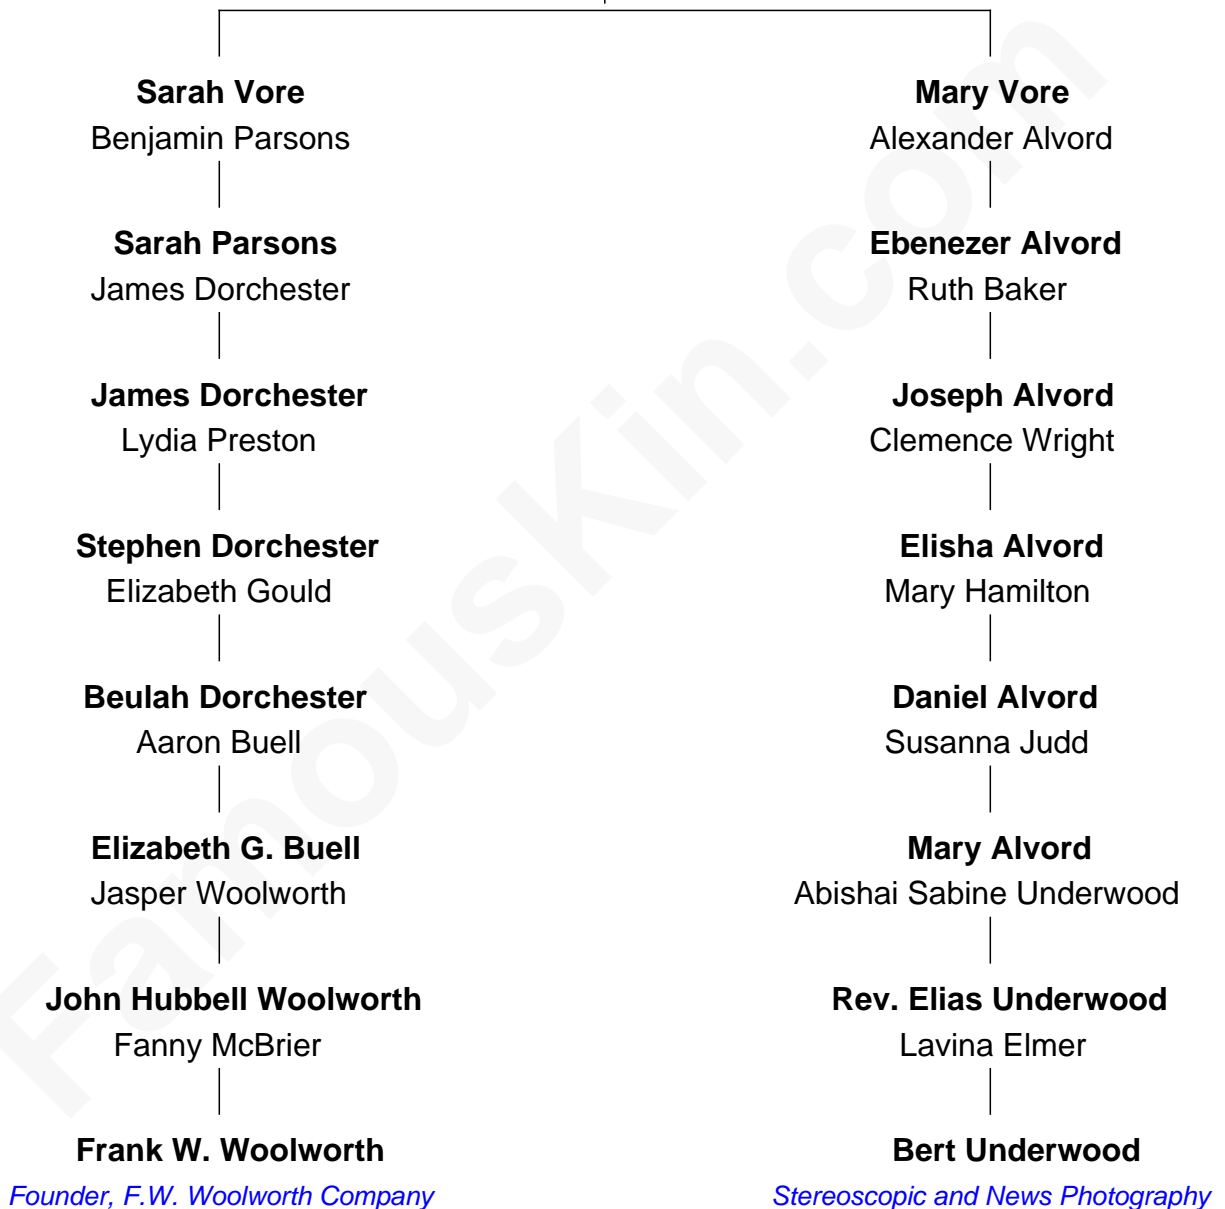 Sarah Vore
Benjamin Parsons
Sarah Parsons
James Dorchester
James Dorchester
Lydia Preston
Stephen Dorchester
Elizabeth Gould
Beulah Dorchester
Aaron Buell
Elizabeth G. Buell
Jasper Woolworth
John Hubbell Woolworth
Fanny McBrier
Frank W. Woolworth
Founder, F.W. Woolworth Company
Mary Vore
Alexander Alvord
Ebenezer Alvord
Ruth Baker
Joseph Alvord
Clemence Wright
Elisha Alvord
Mary Hamilton
Daniel Alvord
Susanna Judd
Mary Alvord
Abishai Sabine Underwood
Rev. Elias Underwood
Lavina Elmer
Bert Underwood
Stereoscopic and News Photography
FamousKin.com